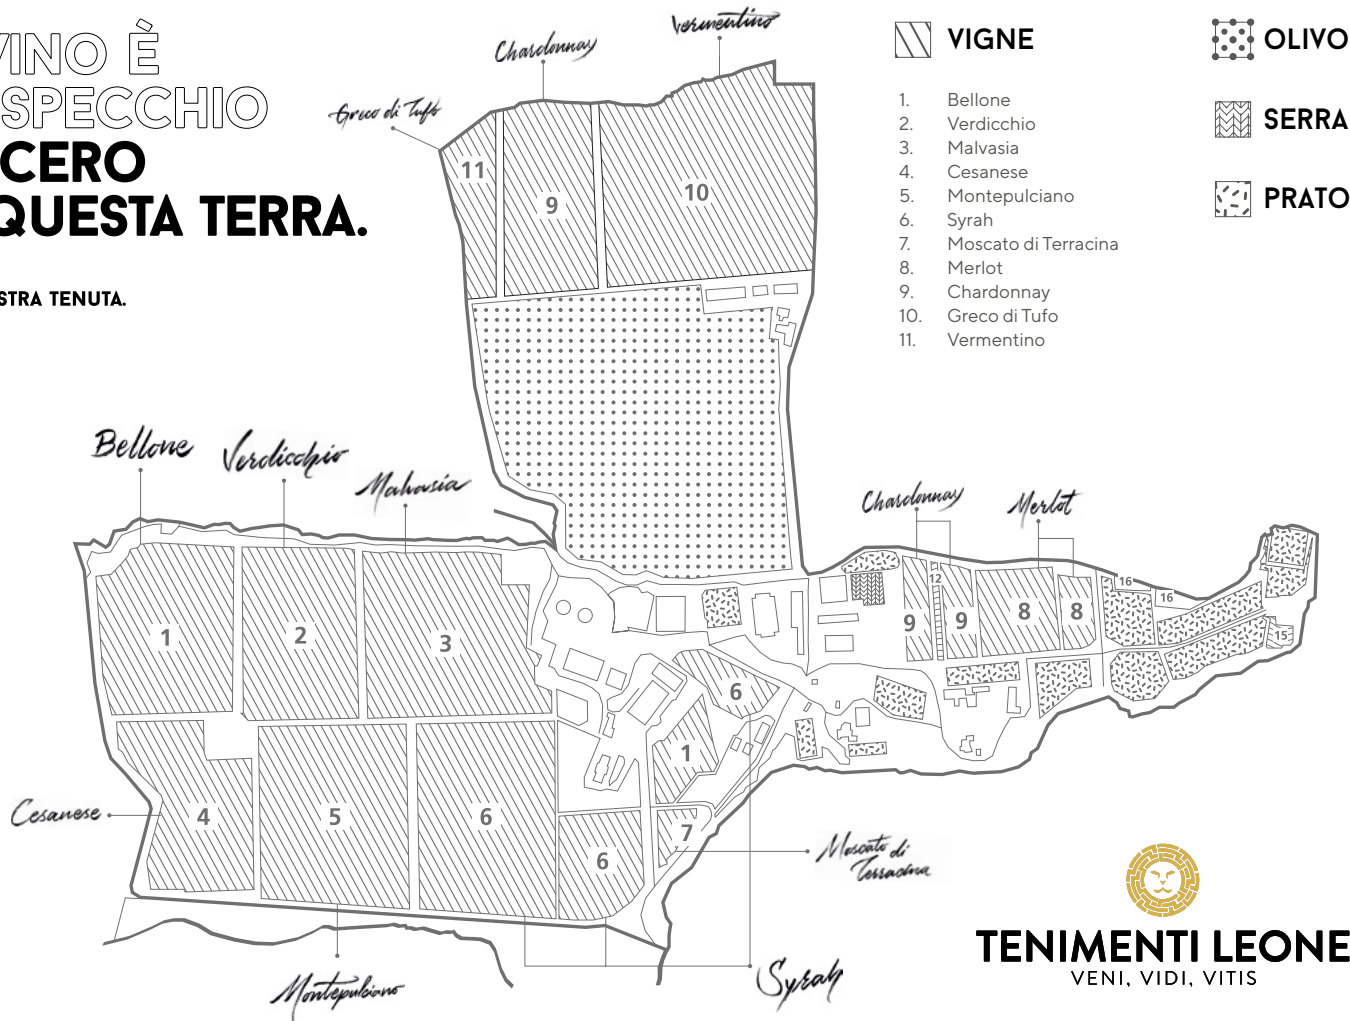 VINO È
SPECCHIO
CERO
QUESTA TERRA.
STRA TENUTA.
Greco di Tufo
Chardonnay
Vermentino
VIGNE
1. Bellone
2. Verdicchio
3. Malvasia
4. Cesanese
5. Montepulciano
6. Syrah
7. Moscato di Terracina
8. Merlot
9. Chardonnay
10. Greco di Tufo
11. Vermentino
OLIVO
SERRA
PRATO
11
9
10
Bellone
Verdicchio
Malvasia
Chardonnay
Merlot
1
2
3
9
12
9
8
8
16
16
15
6
1
4
5
6
6
7
Cesanese
Moscato di
Terracina
Montepulciano
Syrah
TENIMENTI LEONE
VENI, VIDI, VITIS